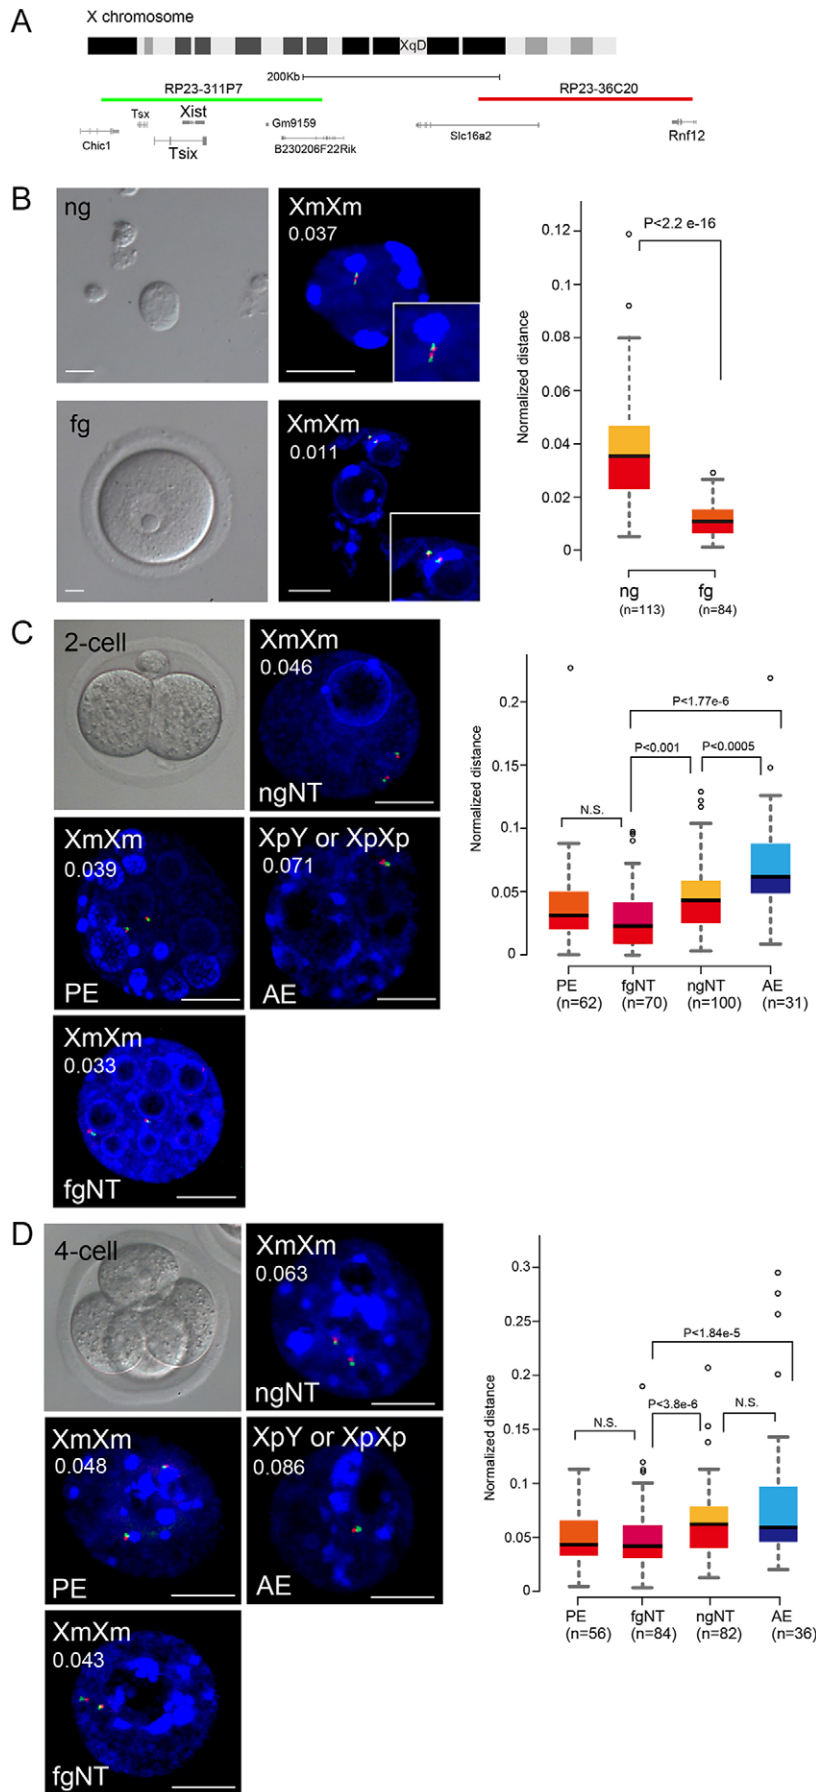 A
X chromosome
XqD
200Kb
RP23-311P7
RP23-36C20
Tsx
Xist
Gm9159
Chic1
Tsix
B230206F22Rik
Slc16a2
Rnf12
B
ng
XmXm
0.037
fg
XmXm
0.011
P<2.2 e-16
0.12
0.1
0.08
0.06
0.04
0.02
0
Normalized distance
ng
(n=113)
fg
(n=84)
C
2-cell
XmXm
0.046
ngNT
XmXm
0.039
PE
XpY or XpXp
0.071
AE
XmXm
0.033
fgNT
P<1.77e-6
P<0.001
P<0.0005
N.S.
0.2
0.15
0.1
0.05
0
Normalized distance
PE
(n=62)
fgNT
(n=70)
ngNT
(n=100)
AE
(n=31)
D
4-cell
XmXm
0.063
ngNT
XmXm
0.048
PE
XpY or XpXp
0.086
AE
XmXm
0.043
fgNT
P<1.84e-5
P<3.8e-6
N.S.
N.S.
0.3
0.25
0.2
0.15
0.1
0.05
0
Normalized distance
PE
(n=56)
fgNT
(n=84)
ngNT
(n=82)
AE
(n=36)